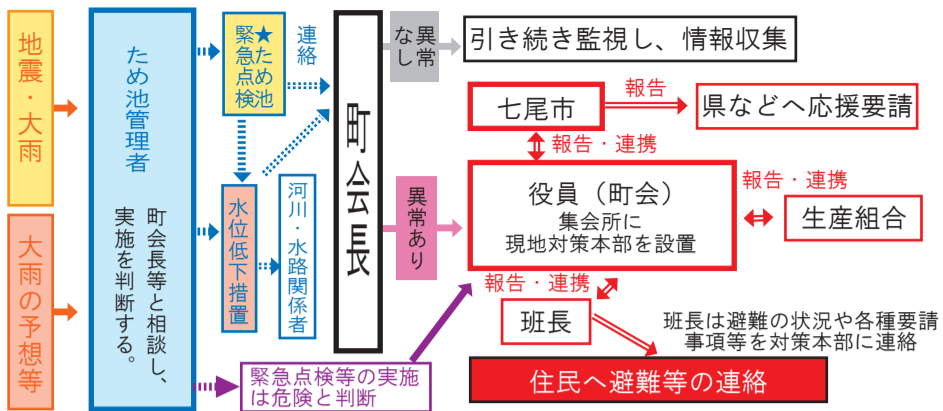 地震・大雨
大雨の予想等
ため池管理者
町会長等と相談し、
実施を判断する。
★ため池
緊急点検
連絡
水位低下措置
河川・水路関係者
緊急点検等の実施
は危険と判断
町会長
異常
なし
引き続き監視し、情報収集
異常あり
七尾市
報告
県などへ応援要請
報告・連携
役員（町会）
集会所に
現地対策本部を設置
報告・連携
生産組合
報告・連携
班長
班長は避難の状況や各種要請
事項等を対策本部に連絡
住民へ避難等の連絡